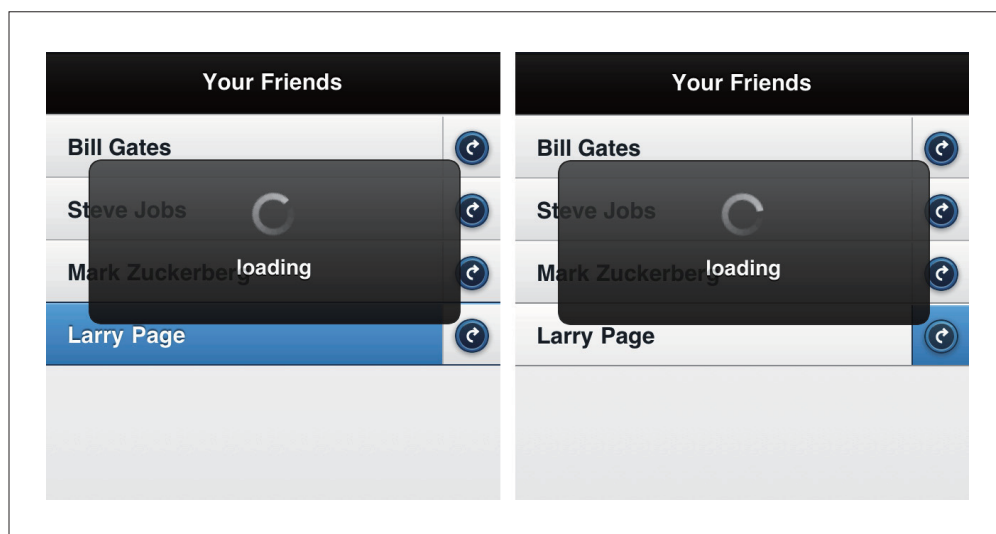 Your Friends
Bill Gates
Steve Jobs
loading
Mark Zuckerberg
Larry Page
Your Friends
Bill Gates
Steve Jobs
loading
Mark Zuckerberg
Larry Page